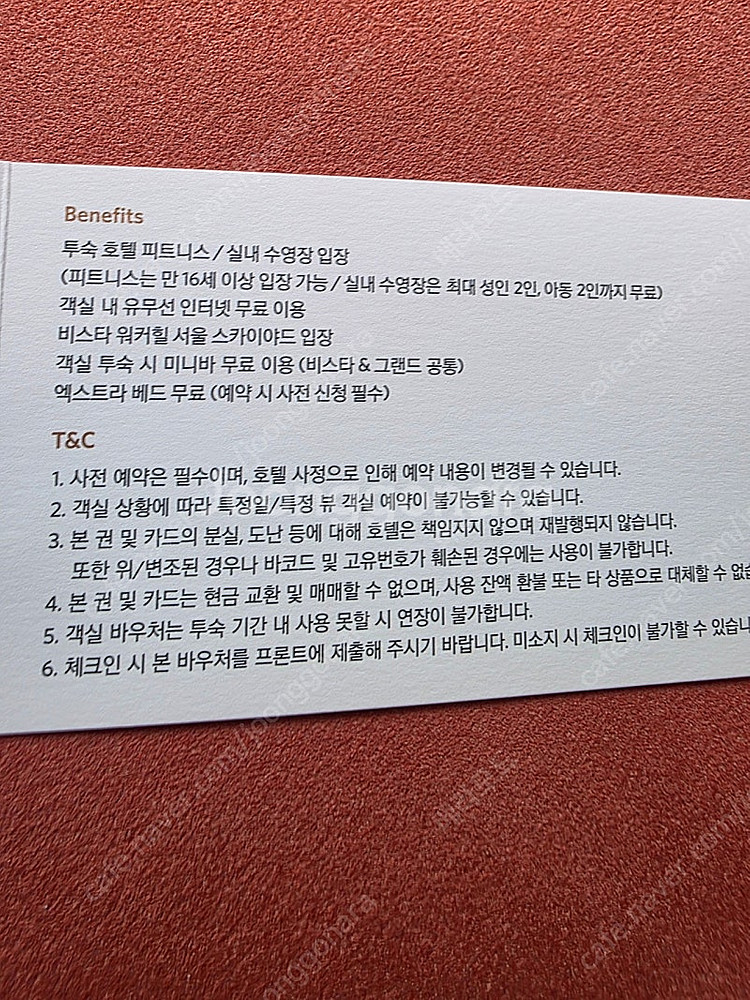 Benefits
투숙 호텔 피트니스 / 실내 수영장 입장
(피트니스는 만 16세 이상 입장 가능 / 실내 수영장은 최대 성인 2인, 아동 2인까지 무료)
객실 내 유무선 인터넷 무료 이용
비스타 워커힐 서울 스카이야드 입장
객실 투숙 시 미니바 무료 이용 (비스타 & 그랜드 공통)
엑스트라 베드 무료 (예약 시 사전 신청 필수)
T&C
1. 사전 예약은 필수이며, 호텔 사정으로 인해 예약 내용이 변경될 수 있습니다.
2. 객실 상황에 따라 특정일/특정 뷰 객실 예약이 불가능할 수 있습니다.
3. 본 권 및 카드의 분실, 도난 등에 대해 호텔은 책임지지 않으며 재발행되지 않습니다.
또한 위/변조된 경우나 바코드 및 고유번호가 훼손된 경우에는 사용이 불가합니다.
4. 본 권 및 카드는 현금 교환 및 매매할 수 없으며, 사용 잔액 환불 또는 타 상품으로 대체할 수
5. 객실 바우처는 투숙 기간 내 사용 못할 시 연장이 불가합니다.
6. 체크인 시 본 바우처를 프론트에 제출해 주시기 바랍니다. 미소지 시 체크인이 불가할 수
cafe.naver.com/joonggonara